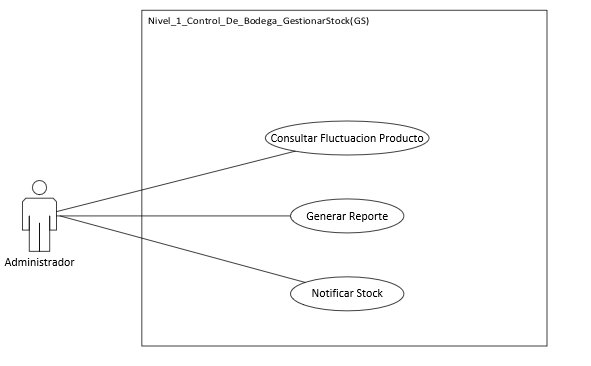 Nivel_1_Control_De_Bodega_GestionarStock(GS)
Consultar Fluctuacion Producto
Generar Reporte
Administrador
Notificar Stock